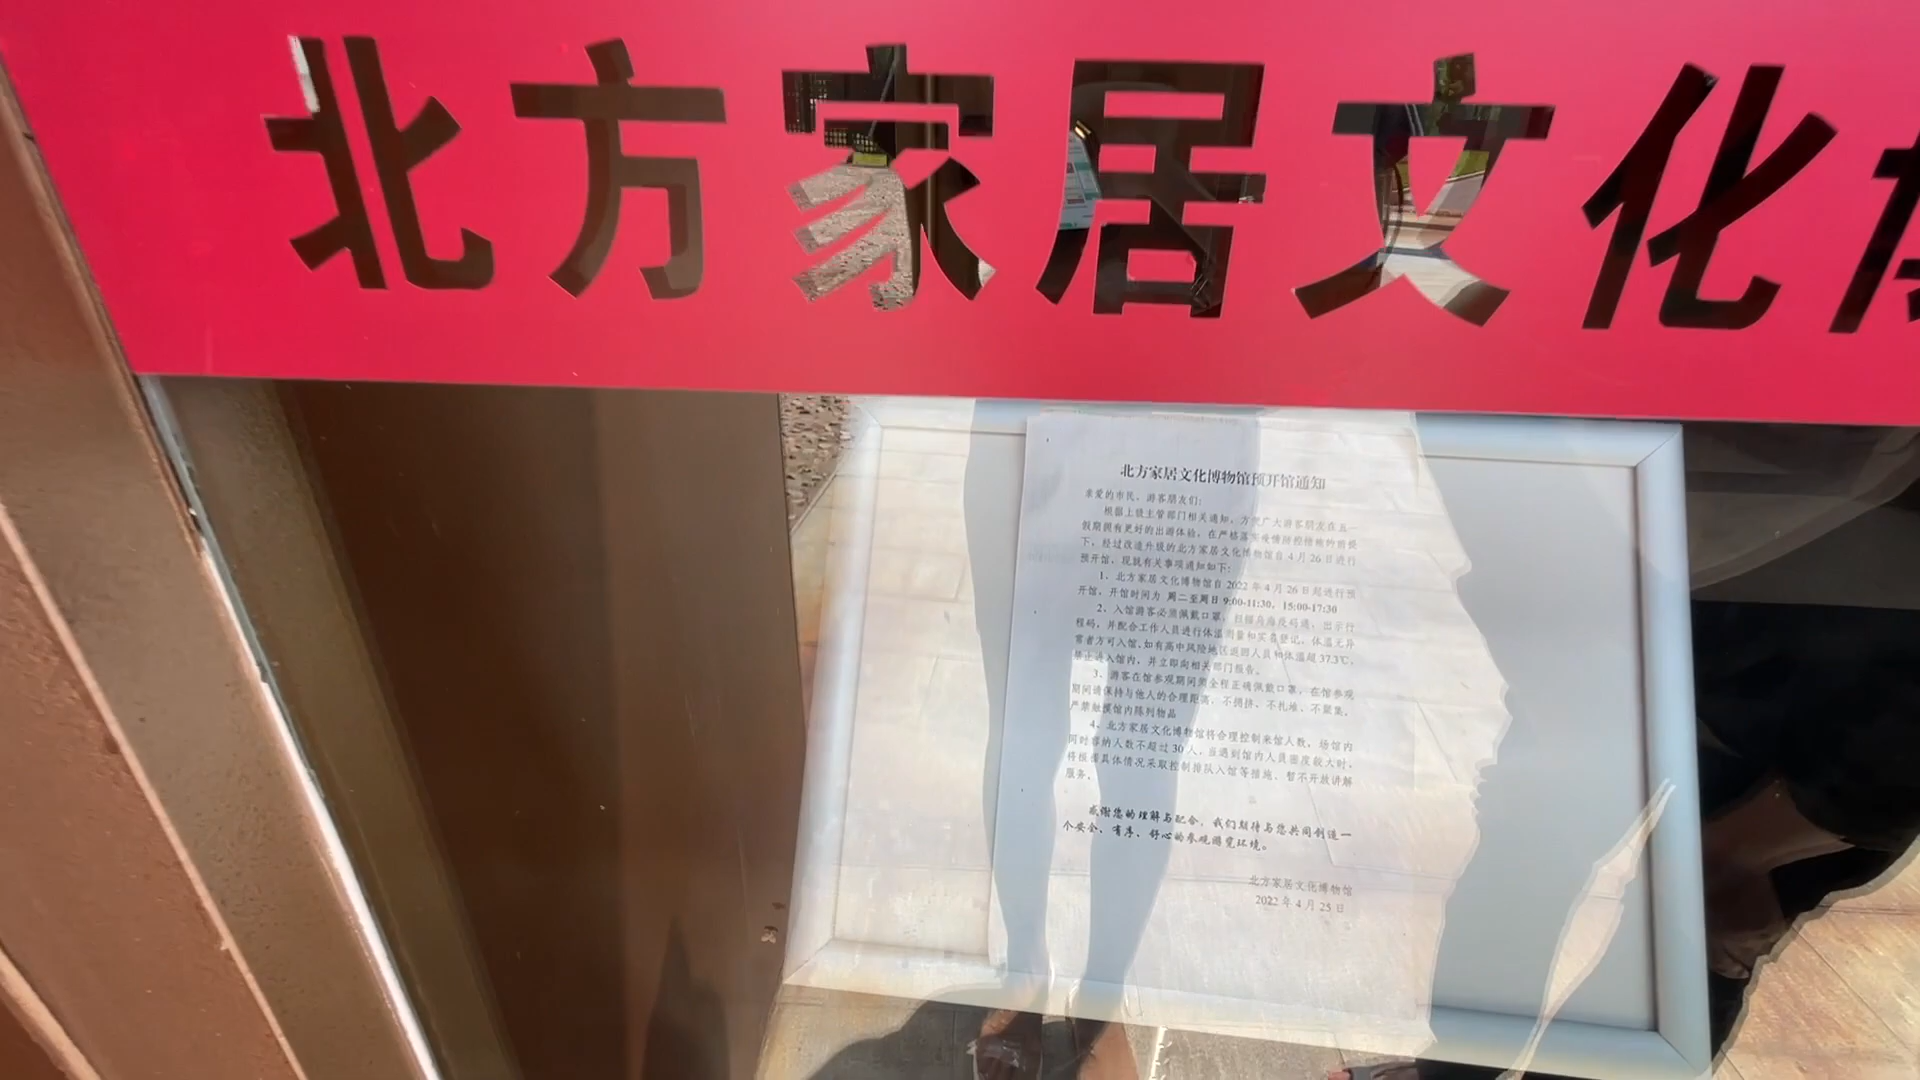 北方家居文化
北方家居文化博物馆预开馆通知
亲爱的市民、游客朋友们：
根据上级主管部门相关通知，方便广大游客朋友在五一
假期拥有更好的出游体验，在严格落实疫情防控措施的前提
下，经过改造升级的北方家居文化博物馆自4月26日进行
预开馆，现就有关事项通知如下：
1、北方家居文化博物馆自2022年4月26日起进行预
开馆，开馆时间为 周二至周日 9:00-11:30，15:00-17:30
2、入馆游客必须佩戴口罩，扫描乌海疫码通，出示行
程码，并配合工作人员进行体温测量和实名登记，体温无异
常者方可入馆。如有高中风险地区返回人员和体温超37.3℃，
禁止进入馆内，并立即向相关部门报告。
3、游客在馆参观期间须全程正确佩戴口罩，在馆参观
期间请保持与他人的合理距离，不拥挤、不扎堆、不聚集，
严禁触摸馆内陈列物品
4、北方家居文化博物馆将合理控制来馆人数，场馆内
同时容纳人数不超过30人，当遇到馆内人员密度较大时，
将根据具体情况采取控制排队入馆等措施，暂不开放讲解
服务。
感谢您的理解与配合，我们期待与您共同创造一
个安全、有序、舒心的参观游览环境。
北方家居文化博物馆
2022年4月25日